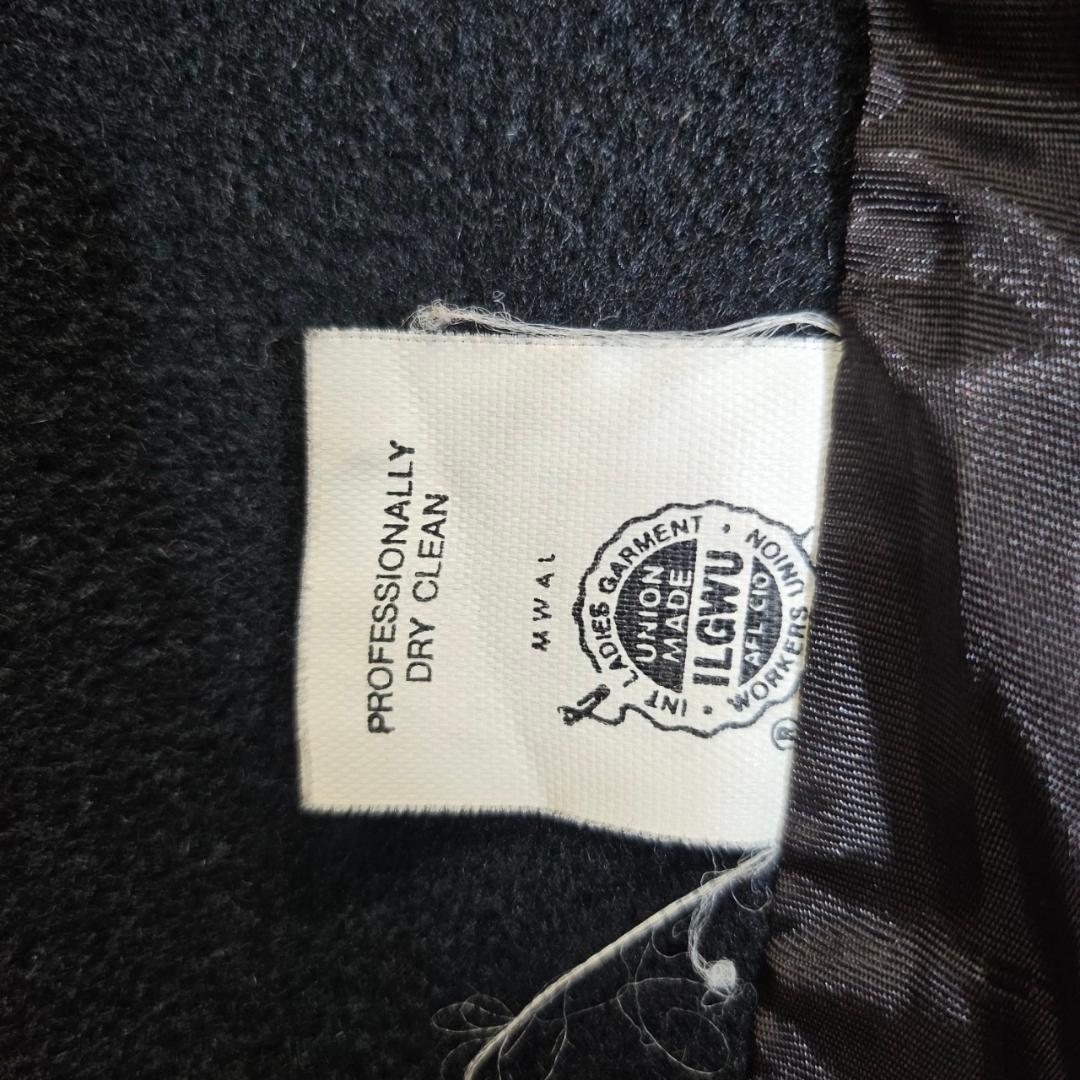 PROFESSIONALLY
DRY CLEAN
MWAL
INT LADIES GARMENT
WORKERS UNION
UNION
MADE
ILGWU
AFL-CIO
®